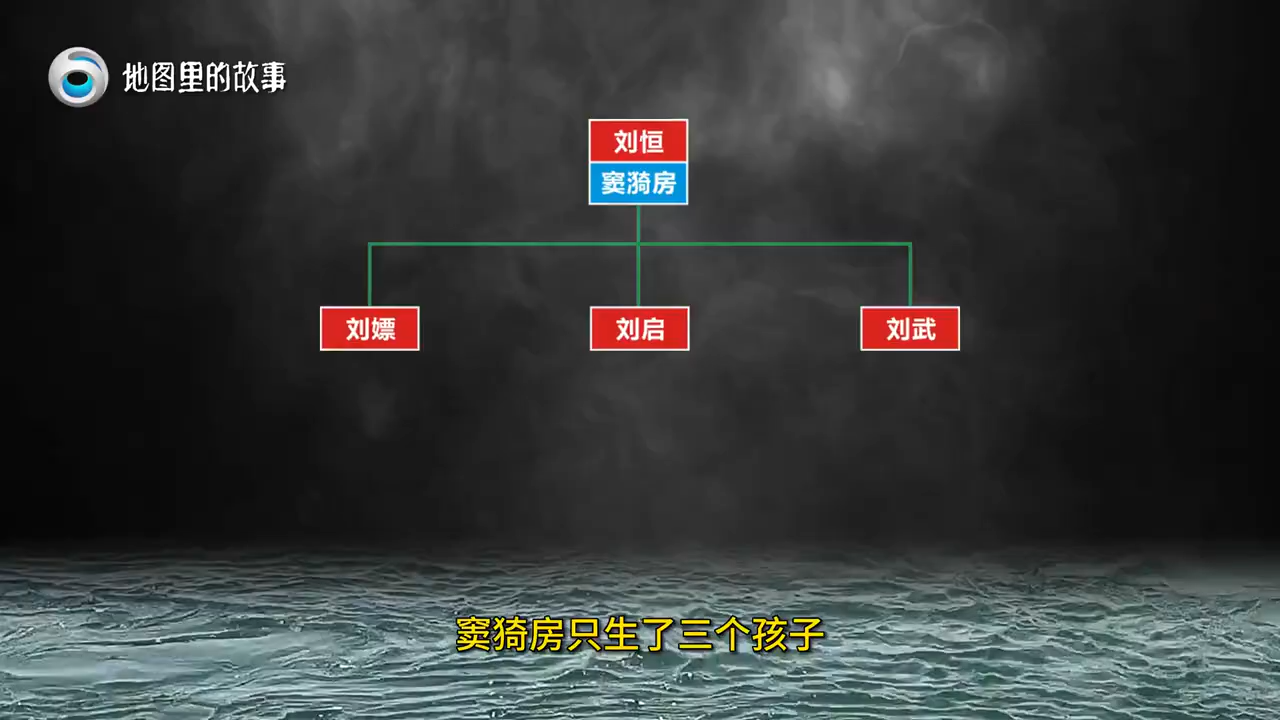 地图里的故事
刘恒
窦漪房
刘嫖
刘启
刘武
窦猗房只生了三个孩子